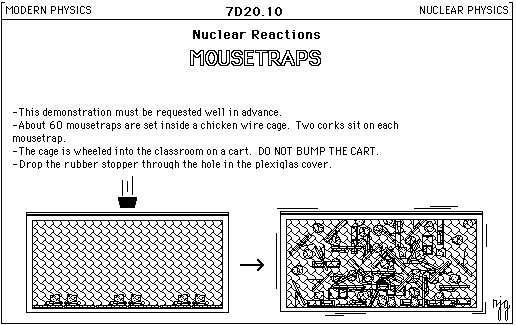 MODERN PHYSICS 7D20.10 NUCLEAR PHYSICS
Nuclear Reactions
MOUSETRAPS
-This demonstration must be requested well in advance.
-About 60 mousetraps are set inside a chicken wire cage. Two corks sit on each
mousetrap.
-The cage is wheeled into the classroom on a cart. DO NOT BUMP THE CART.
-Drop the rubber stopper through the hole in the plexiglas cover.